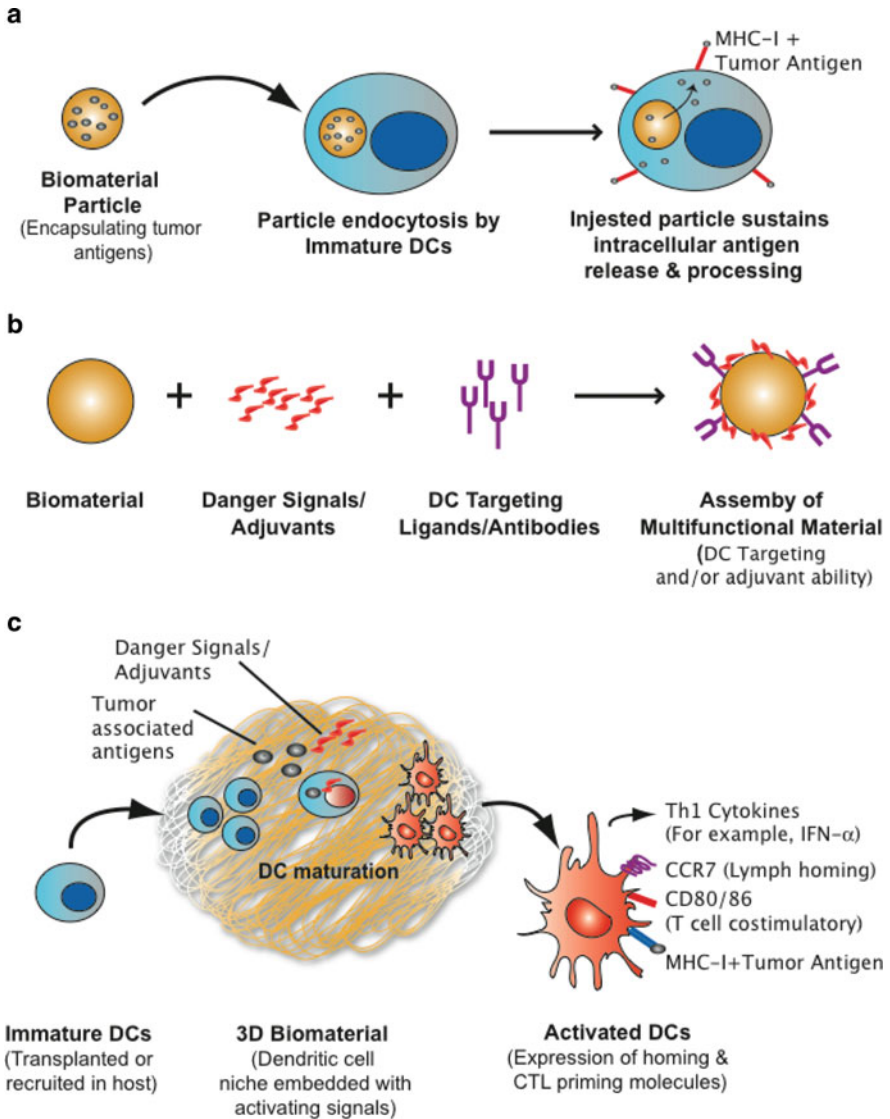 a
MHC-I +
Tumor Antigen
Biomaterial
Particle
(Encapsulating tumor
antigens)
Particle endocytosis by
Immature DCs
Injested particle sustains
intracellular antigen
release & processing
b
+
+
Biomaterial
Danger Signals/
Adjuvants
DC Targeting
Ligands/Antibodies
Assemby of
Multifunctional Material
(DC Targeting
and/or adjuvant ability)
c
Danger Signals/
Adjuvants
Tumor
associated
antigens
DC maturation
Th1 Cytokines
(For example, IFN-α)
CCR7 (Lymph homing)
CD80/86
(T cell costimulatory)
MHC-I+Tumor Antigen
Immature DCs
(Transplanted or
recruited in host)
3D Biomaterial
(Dendritic cell
niche embedded with
activating signals)
Activated DCs
(Expression of homing &
CTL priming molecules)